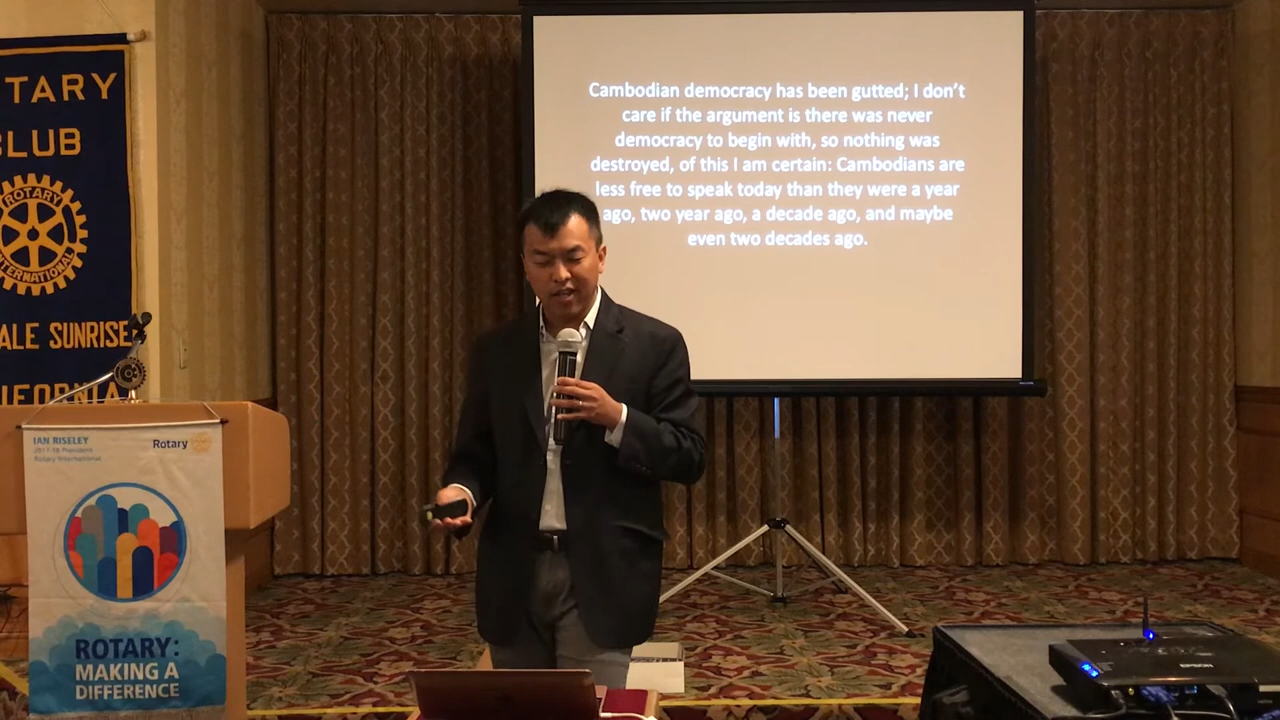 TARY
CLUB
ROTARY
INTERNATIONAL
ALE SUNRISE
IFORNIA
Cambodian democracy has been gutted; I don't
care if the argument is there was never
democracy to begin with, so nothing was
destroyed, of this I am certain: Cambodians are
less free to speak today than they were a year
ago, two year ago, a decade ago, and maybe
even two decades ago.
IAN RISELEY
2017-18 President
Rotary International
Rotary
ROTARY:
MAKING A
DIFFERENCE
EPSON